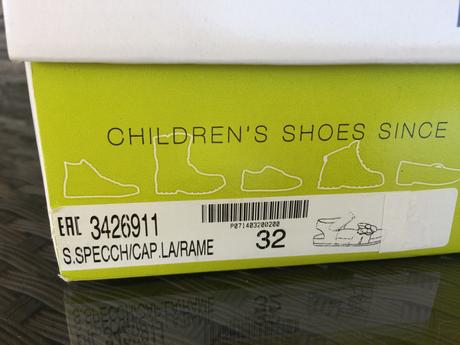 CHILDREN'S SHOES SINCE
EAC 3426911
P071403200200
32
S.SPECCH/CAP.LA/RAME